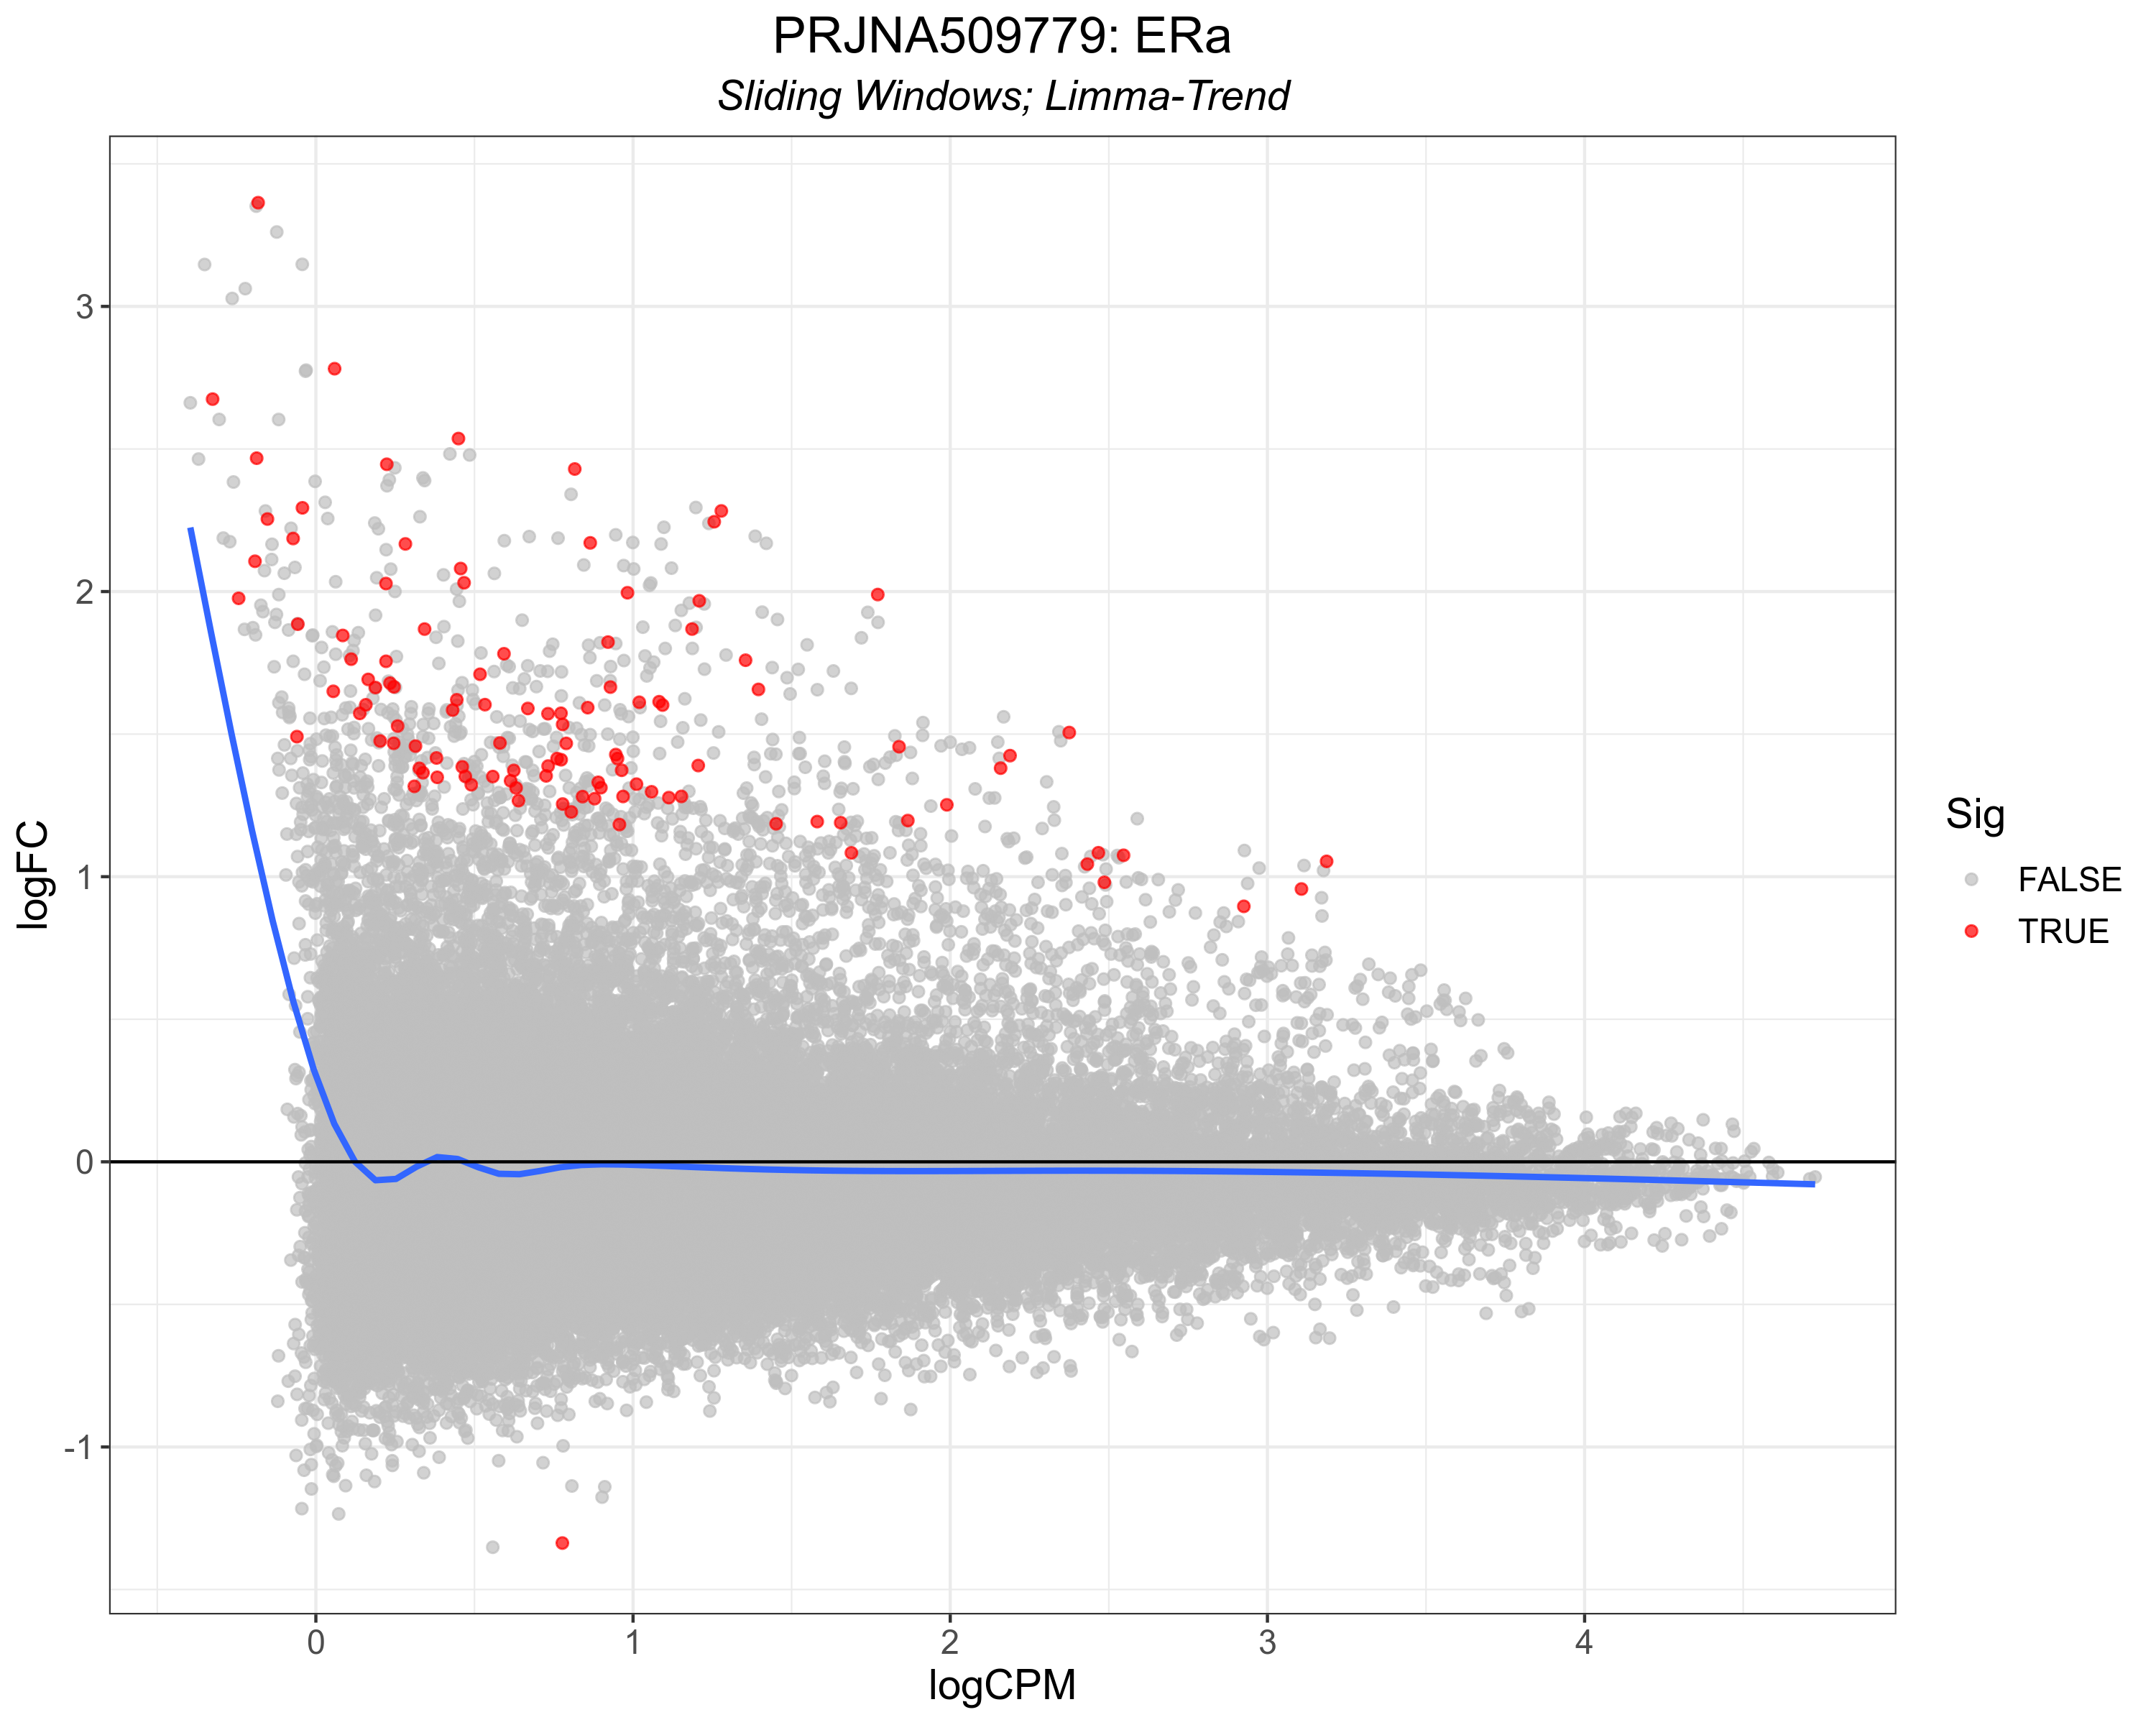 PRJNA509779: ERa
Sliding Windows; Limma-Trend
3
2
1
0
-1
logFC
0 1 2 3 4
logCPM
Sig
FALSE
TRUE